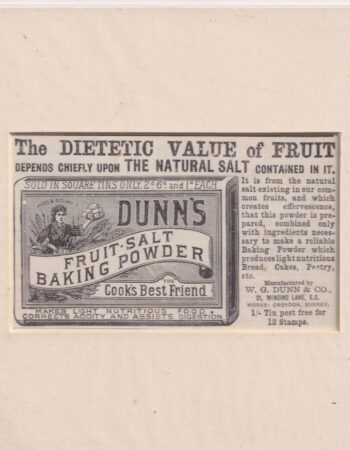 The DIETETIC VALUE of FRUIT
DEPENDS CHIEFLY UPON THE NATURAL SALT CONTAINED IN IT.
SOLD IN SQUARE TINS ONLY, 2s 6d and 1s EACH
DUNN'S
FRUIT-SALT
BAKING POWDER
THE
Cook's Best Friend
MAKES LIGHT NUTRITIOUS FOOD.
CORRECTS ACIDITY AND ASSISTS DIGESTION
It is from the natural
salt existing in our com-
mon fruits, and which
creates effervescence,
that this powder is pre-
pared, combined only
with ingredients neces-
sary to make a reliable
Baking Powder which
produces light nutritious
Bread, Cakes, Pastry,
etc.
Manufactured by
W. G. DUNN & CO.,
21, MINCING LANE, E.C.
WORKS: CROYDON, SURREY.
1/- Tin post free for
12 Stamps.